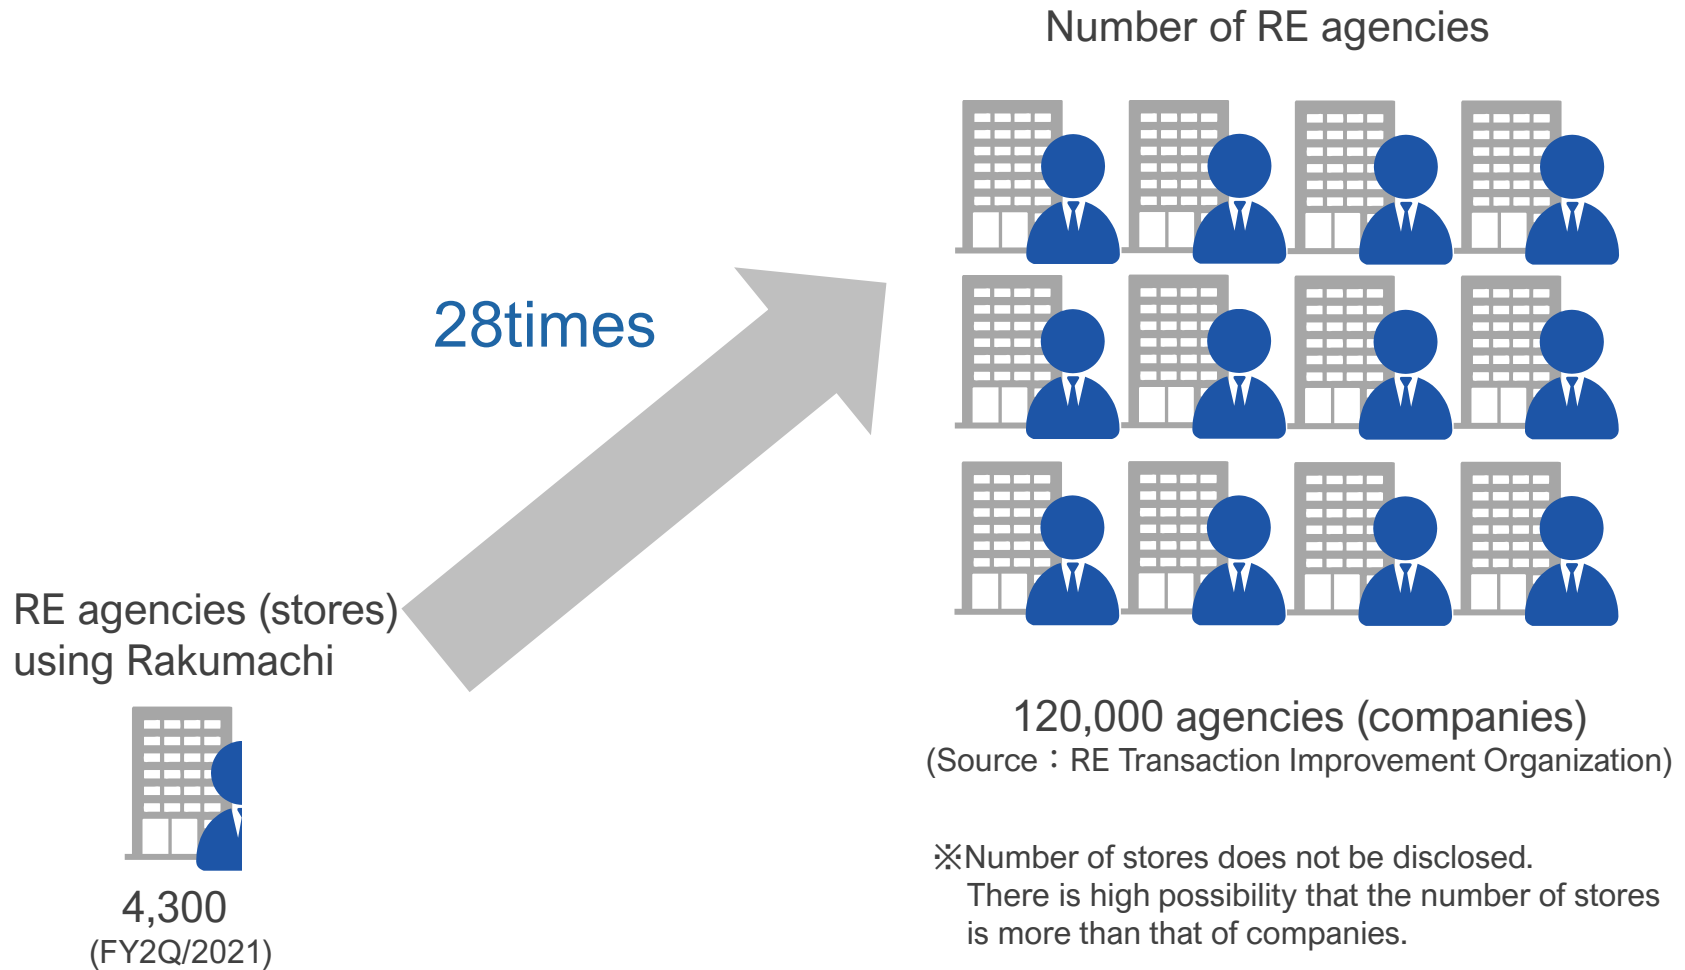 Number of RE agencies
28times
RE agencies (stores)
using Rakumachi
4,300
(FY2Q/2021)
120,000 agencies (companies)
(Source：RE Transaction Improvement Organization)
※Number of stores does not be disclosed.
There is high possibility that the number of stores
is more than that of companies.